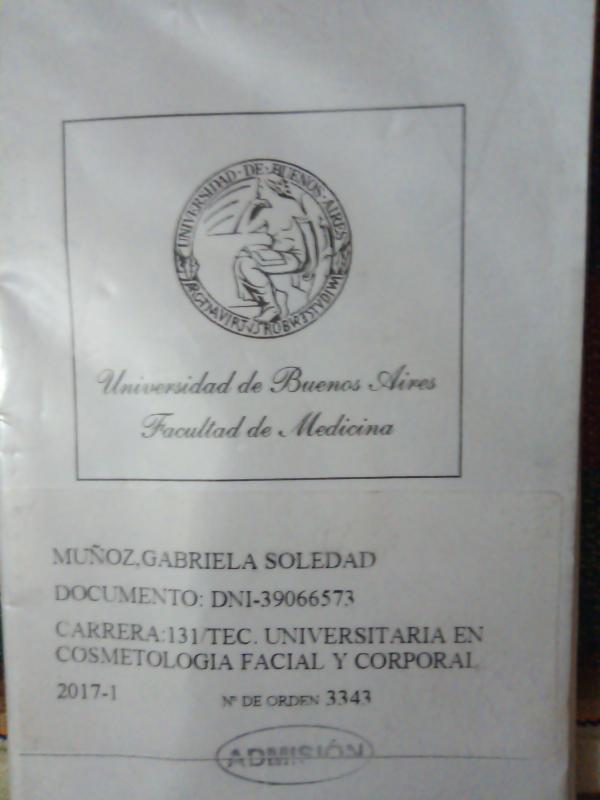 UNIVERSIDAD·DE·BUENOS·AIRES
Universidad de Buenos Aires
Facultad de Medicina
MUÑOZ,GABRIELA SOLEDAD
DOCUMENTO: DNI-39066573
CARRERA:131/TEC. UNIVERSITARIA EN
COSMETOLOGIA FACIAL Y CORPORAL
2017-1 Nº DE ORDEN 3343
ADMISIÓN